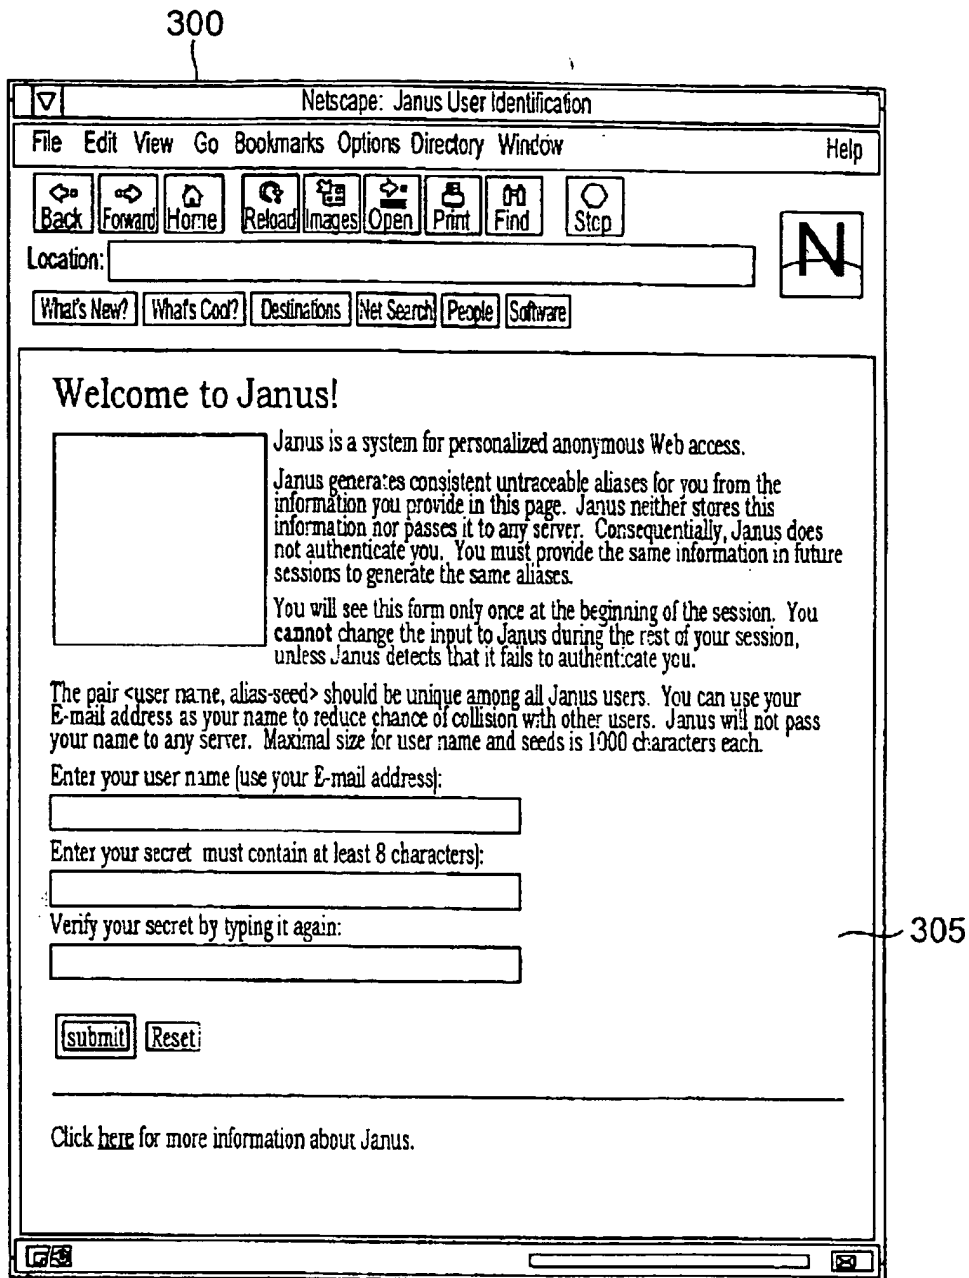 300
Netscape: Janus User Identification
File Edit View Go Bookmarks Options Directory Window Help
Back Forward Home Reload Images Open Print Find Stop
N
Location:
What's New? What's Cool? Destinations Net Search People Software
Welcome to Janus!
Janus is a system for personalized anonymous Web access.
Janus generates consistent untraceable aliases for you from the
information you provide in this page. Janus neither stores this
information nor passes it to any server. Consequentially, Janus does
not authenticate you. You must provide the same information in future
sessions to generate the same aliases.
You will see this form only once at the beginning of the session. You
cannot change the input to Janus during the rest of your session,
unless Janus detects that it fails to authenticate you.
The pair <user name, alias-seed> should be unique among all Janus users. You can use your
E-mail address as your name to reduce chance of collision with other users. Janus will not pass
your name to any server. Maximal size for user name and seeds is 1000 characters each.
Enter your user name (use your E-mail address):
Enter your secret must contain at least 8 characters):
Verify your secret by typing it again:
305
submit Reset
Click here for more information about Janus.